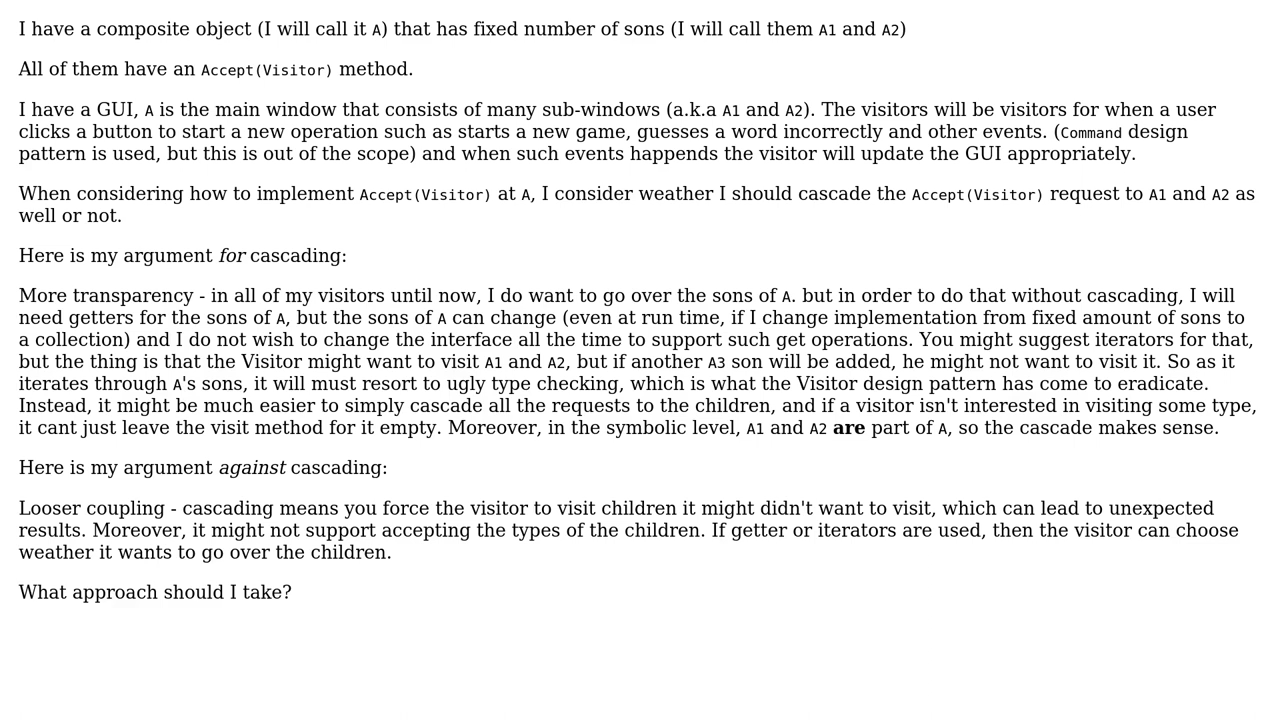 I have a composite object (I will call it A) that has fixed number of sons (I will call them A1 and A2)
All of them have an Accept(Visitor) method.
I have a GUI, A is the main window that consists of many sub-windows (a.k.a A1 and A2). The visitors will be visitors for when a user
clicks a button to start a new operation such as starts a new game, guesses a word incorrectly and other events. (Command design
pattern is used, but this is out of the scope) and when such events happends the visitor will update the GUI appropriately.
When considering how to implement Accept(Visitor) at A, I consider weather I should cascade the Accept(Visitor) request to A1 and A2 as
well or not.
Here is my argument for cascading:
More transparency - in all of my visitors until now, I do want to go over the sons of A. but in order to do that without cascading, I will
need getters for the sons of A, but the sons of A can change (even at run time, if I change implementation from fixed amount of sons to
a collection) and I do not wish to change the interface all the time to support such get operations. You might suggest iterators for that,
but the thing is that the Visitor might want to visit A1 and A2, but if another A3 son will be added, he might not want to visit it. So as it
iterates through A's sons, it will must resort to ugly type checking, which is what the Visitor design pattern has come to eradicate.
Instead, it might be much easier to simply cascade all the requests to the children, and if a visitor isn't interested in visiting some type,
it cant just leave the visit method for it empty. Moreover, in the symbolic level, A1 and A2 are part of A, so the cascade makes sense.
Here is my argument against cascading:
Looser coupling - cascading means you force the visitor to visit children it might didn't want to visit, which can lead to unexpected
results. Moreover, it might not support accepting the types of the children. If getter or iterators are used, then the visitor can choose
weather it wants to go over the children.
What approach should I take?